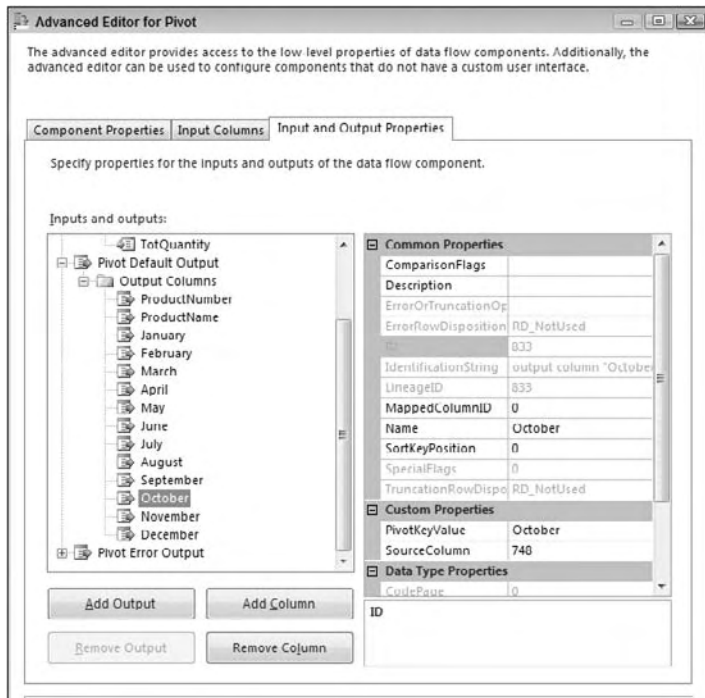 Advanced Editor for Pivot
The advanced editor provides access to the low-level properties of data flow components. Additionally, the
advanced editor can be used to configure components that do not have a custom user interface.
Component Properties
Input Columns
Input and Output Properties
Specify properties for the inputs and outputs of the data flow component.
Inputs and outputs:
TotQuantity
Pivot Default Output
Output Columns
ProductNumber
ProductName
January
February
March
April
May
June
July
August
September
October
November
December
Pivot Error Output
Common Properties
ComparisonFlags
Description
ErrorOrTruncationOp
ErrorRowDisposition RD_NotUsed
ID 833
IdentificationString output column "October
LineageID 833
MappedColumnID 0
Name October
SortKeyPosition 0
SpecialFlags 0
TruncationRowDispo RD_NotUsed
Custom Properties
PivotKeyValue October
SourceColumn 748
Data Type Properties
CodePage 0
ID
Add Output
Add Column
Remove Output
Remove Column